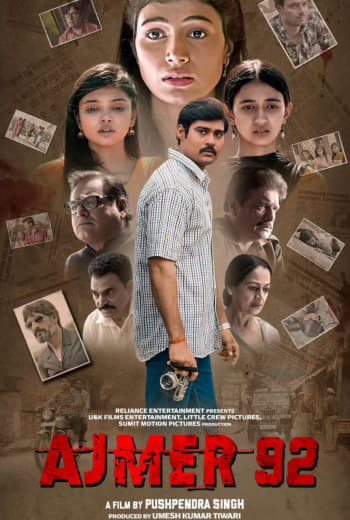 RELIANCE ENTERTAINMENT PRESENTS
U&K FILMS ENTERTAINMENT, LITTLE CREW PICTURES,
SUMIT MOTION PICTURES PRODUCTION
AJMER 92
A FILM BY PUSHPENDRA SINGH
PRODUCED BY UMESH KUMAR TIWARI